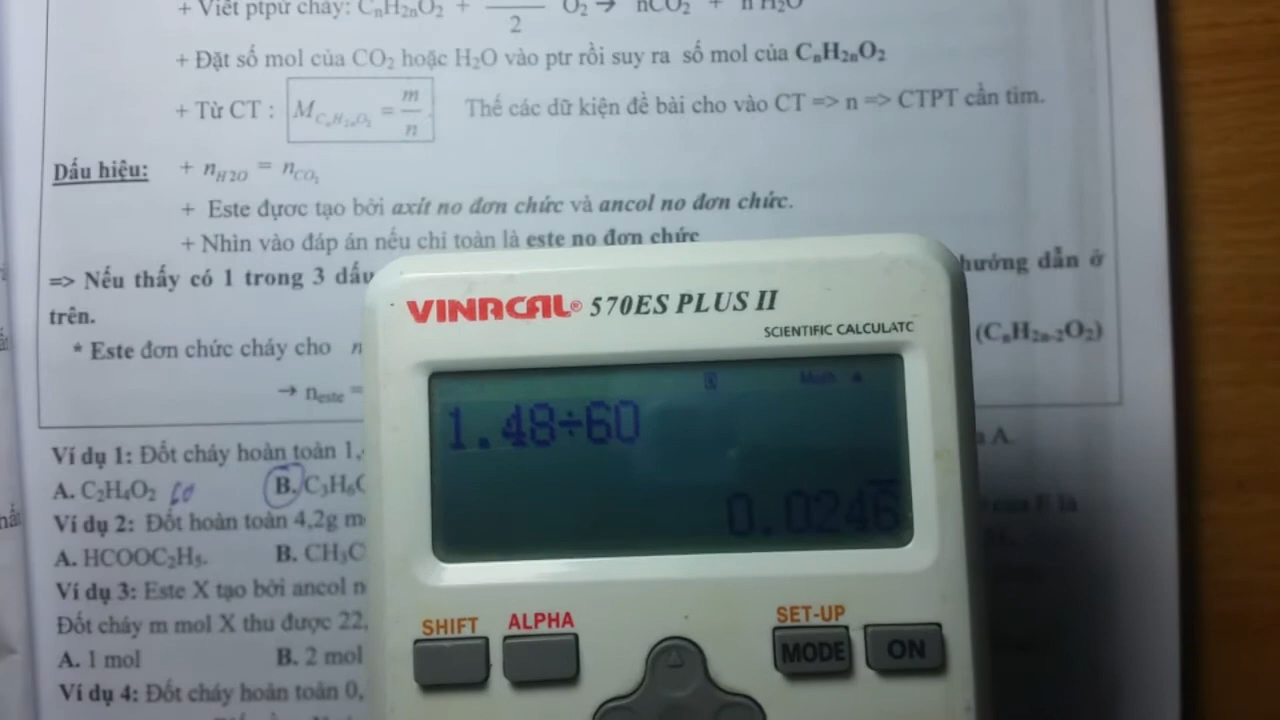 + Viết ptpứ cháy: CnH2nO2 + 2 O2 → nCO2 + n H2O
+ Đặt số mol của CO2 hoặc H2O vào ptr rồi suy ra số mol của CnH2nO2
+ Từ CT : MCnH2nO2 = m/n Thế các dữ kiện đề bài cho vào CT => n => CTPT cần tìm.
Dấu hiệu: + nH2O = nCO2
+ Este được tạo bởi axít no đơn chức và ancol no đơn chức.
+ Nhìn vào đáp án nếu chỉ toàn là este no đơn chức
=> Nếu thấy có 1 trong 3 dấu hướng dẫn ở
trên.
* Este đơn chức cháy cho n (CnH2n-2O2)
→ neste =
VINACAL® 570ES PLUS II
SCIENTIFIC CALCULATO
Math
1.48÷60
0.0246
Ví dụ 1: Đốt cháy hoàn toàn 1, A.
A. C2H4O2 60 B. C3H6O
Ví dụ 2: Đốt hoàn toàn 4,2g m
A. HCOOC2H5. B. CH3C
Ví dụ 3: Este X tạo bởi ancol n
Đốt cháy m mol X thu được 22,
A. 1 mol B. 2 mol
Ví dụ 4: Đốt cháy hoàn toàn 0,
SHIFT ALPHA SET-UP
MODE ON